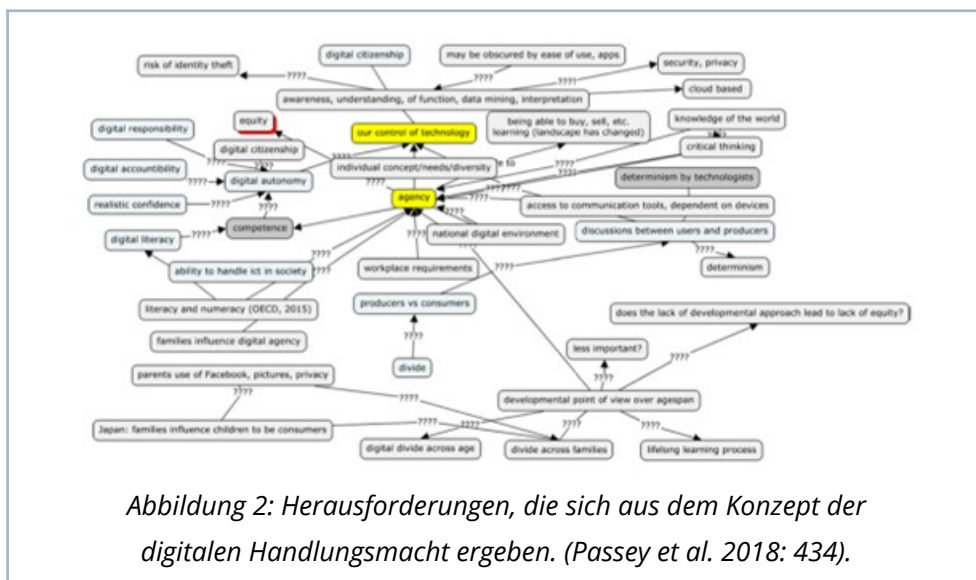 digital citizenship
may be obscured by ease of use, apps
risk of identity theft
????
security, privacy
????
????
cloud based
awareness, understanding, of function, data mining, interpretation
being able to buy, sell, etc.
learning (landscape has changed)
knowledge of the world
equity
digital responsibility
our control of technology
digital citizenship
critical thinking
????
????
individual concept/needs/diversity
to
????
digital accountibility
digital autonomy
determinism by technologists
????
????
agency
realistic confidence
????
????
access to communication tools, dependent on devices
competence
national digital environment
discussions between users and producers
digital literacy
????
????
????
ability to handle ict in society
????
workplace requirements
????
determinism
literacy and numeracy (OECD, 2015)
producers vs consumers
does the lack of developmental approach lead to lack of equity?
families influence digital agency
????
less important?
????
parents use of Facebook, pictures, privacy
divide
????
????
????
developmental point of view over agespan
Japan: families influence children to be consumers
????
????
????
????
digital divide across age
divide across families
lifelong learning process
Abbildung 2: Herausforderungen, die sich aus dem Konzept der
digitalen Handlungsmacht ergeben. (Passey et al. 2018: 434).